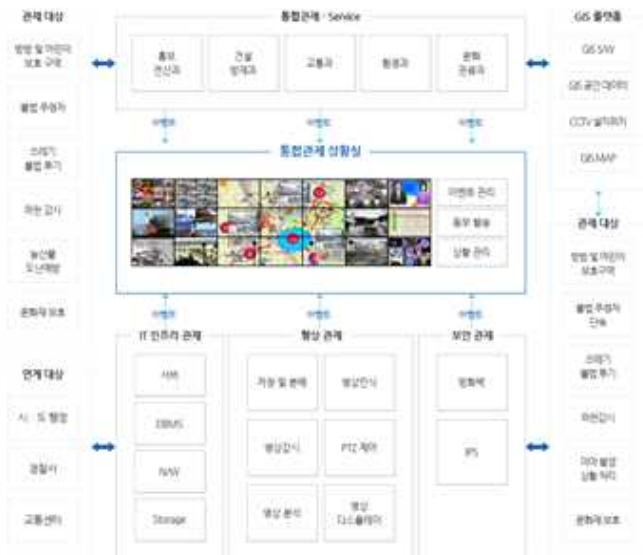 관제 대상
방범 및 어린이
보호 구역
불법 주정차
쓰레기
불법 투기
하천 감시
농산물
도난예방
문화재 보호
연계 대상
시 · 도 행정
경찰서
교통센터
통합관제 · Service
홍보
전산과
건설
방재과
교통과
환경과
문화
관광과
이벤트
이벤트
이벤트
통합관제 상황실
이벤트 관리
상황 관리
이벤트
이벤트
이벤트
IT 인프라 관제
서버
DBMS
N/W
Storage
영상 관제
저장 및 분배
영상인식
영상감시
PTZ 제어
영상 분석
영상
디스플레이
보안 관제
방화벽
IPS
GIS 플랫폼
GIS 공간 데이터
CCTV 설치위치
GIS MAP
관제 대상
방범 및 어린이
보호구역
불법 주정차
단속
쓰레기
불법 투기
하천감시
상황 처리
문화재 보호